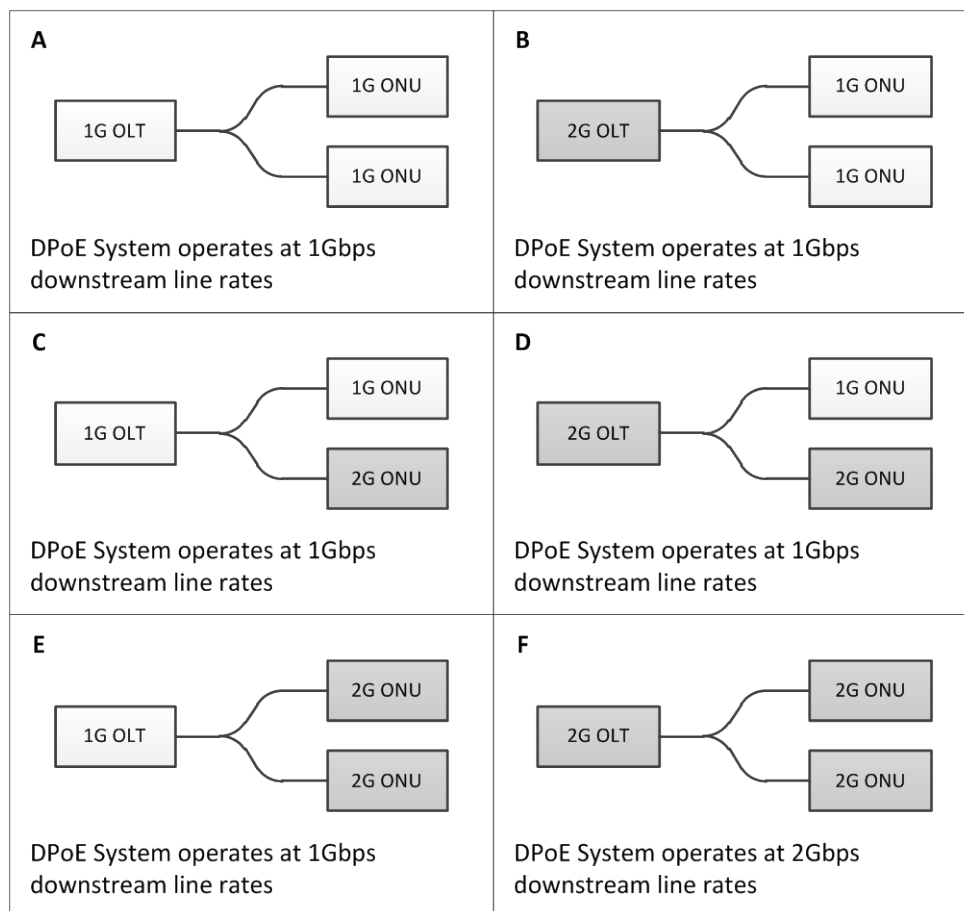 A
1G OLT
1G ONU
1G ONU
DPoE System operates at 1Gbps
downstream line rates
B
2G OLT
1G ONU
1G ONU
DPoE System operates at 1Gbps
downstream line rates
C
1G OLT
1G ONU
2G ONU
DPoE System operates at 1Gbps
downstream line rates
D
2G OLT
1G ONU
2G ONU
DPoE System operates at 1Gbps
downstream line rates
E
1G OLT
2G ONU
2G ONU
DPoE System operates at 1Gbps
downstream line rates
F
2G OLT
2G ONU
2G ONU
DPoE System operates at 2Gbps
downstream line rates